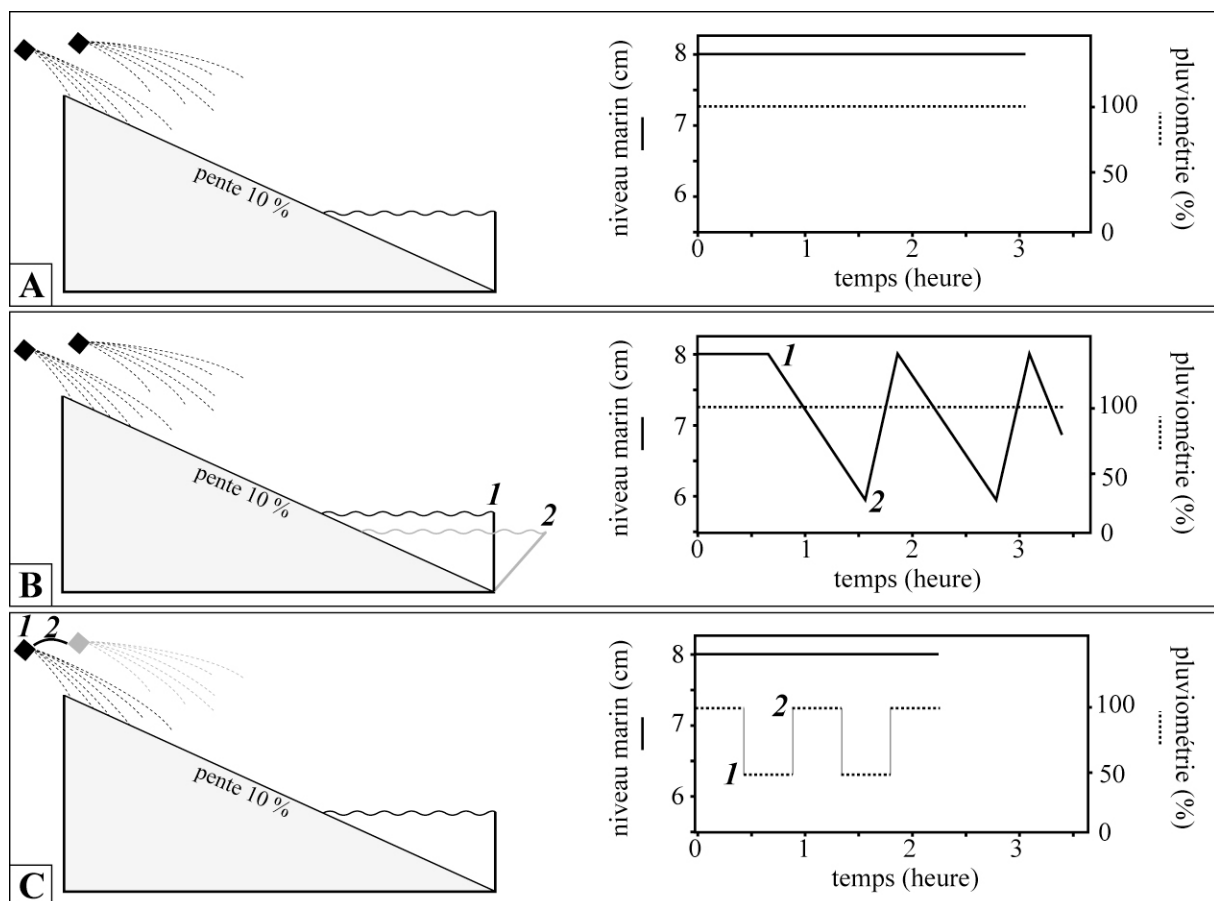 pente 10 %
A
niveau marin (cm)
8
7
6
0
1
2
3
temps (heure)
100
50
0
pluviométrie (%)
pente 10 %
1
2
B
niveau marin (cm)
8
7
6
1
2
0
1
2
3
temps (heure)
100
50
0
pluviométrie (%)
1
2
pente 10 %
C
niveau marin (cm)
8
7
6
2
1
0
1
2
3
temps (heure)
100
50
0
pluviométrie (%)